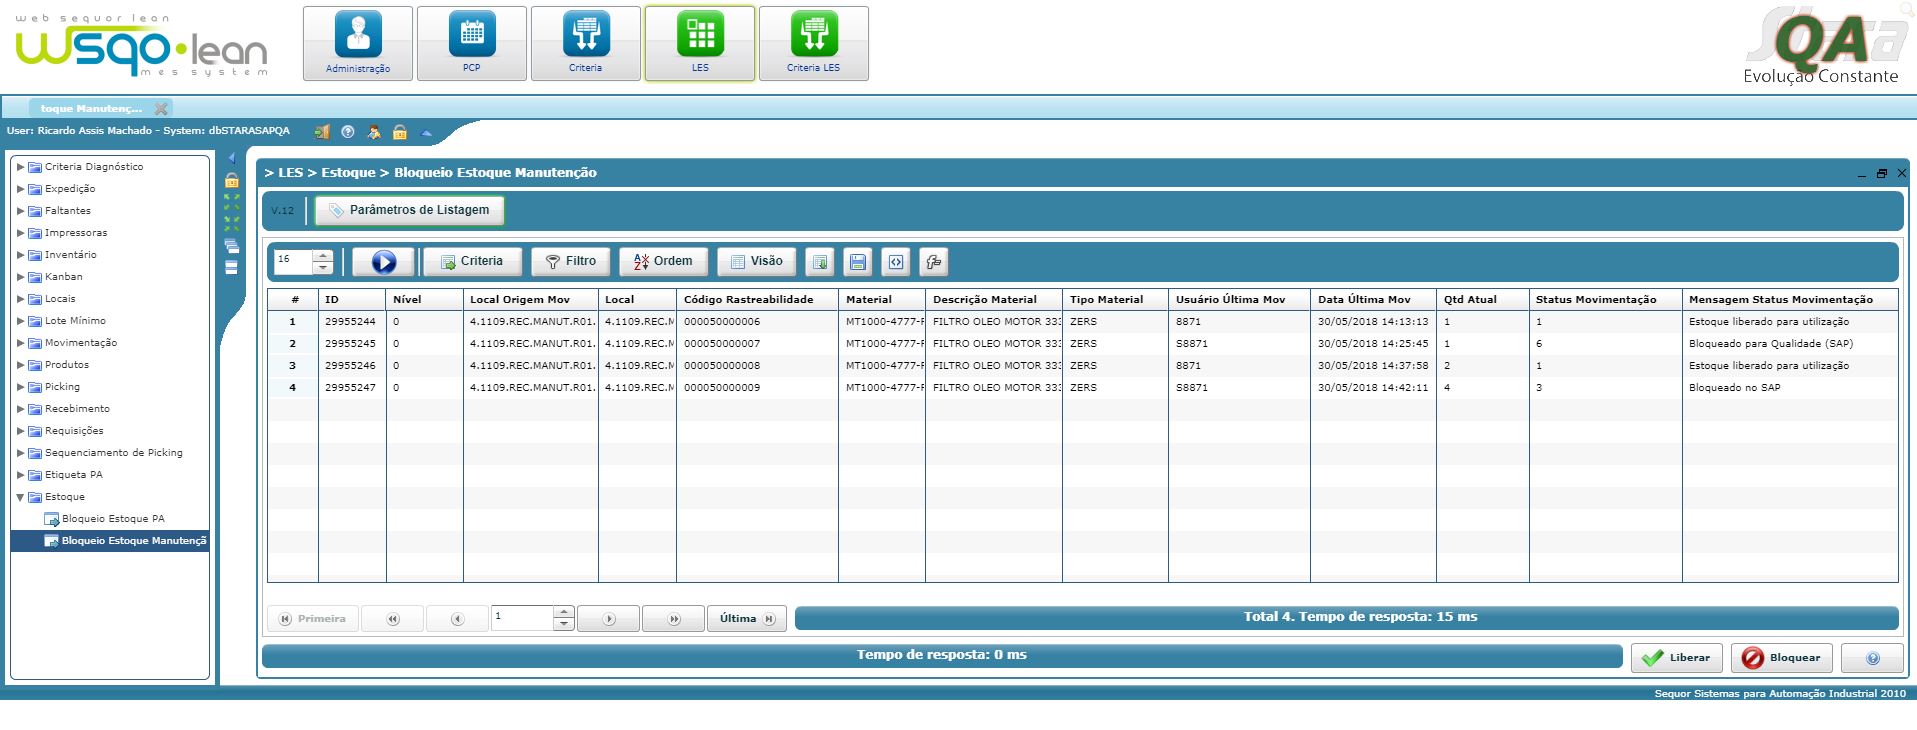 web sequor lean
wsqo.lean
mes system
Administração
PCP
Criteria
LES
Criteria LES
QA
Evolução Constante
toque Manutenç...
User: Ricardo Assis Machado - System: dbSTARASAPQA
Criteria Diagnóstico
Expedição
Faltantes
Impressoras
Inventário
Kanban
Locais
Lote Mínimo
Movimentação
Produtos
Picking
Recebimento
Requisições
Sequenciamento de Picking
Etiqueta PA
Estoque
Bloqueio Estoque PA
Bloqueio Estoque Manutençã
> LES > Estoque > Bloqueio Estoque Manutenção
V.12 Parâmetros de Listagem
16 Criteria Filtro Ordem Visão
# ID Nível Local Origem Mov Local Código Rastreabilidade Material Descrição Material Tipo Material Usuário Última Mov Data Última Mov Qtd Atual Status Movimentação Mensagem Status Movimentação
1 29955244 0 4.1109.REC.MANUT.R01. 4.1109.REC.M 000050000006 MT1000-4777-F FILTRO OLEO MOTOR 333 ZERS 8871 30/05/2018 14:13:13 1 1 Estoque liberado para utilização
2 29955245 0 4.1109.REC.MANUT.R01. 4.1109.REC.M 000050000007 MT1000-4777-F FILTRO OLEO MOTOR 333 ZERS S8871 30/05/2018 14:25:45 1 6 Bloqueado para Qualidade (SAP)
3 29955246 0 4.1109.REC.MANUT.R01. 4.1109.REC.M 000050000008 MT1000-4777-F FILTRO OLEO MOTOR 333 ZERS 8871 30/05/2018 14:37:58 2 1 Estoque liberado para utilização
4 29955247 0 4.1109.REC.MANUT.R01. 4.1109.REC.M 000050000009 MT1000-4777-F FILTRO OLEO MOTOR 333 ZERS S8871 30/05/2018 14:42:11 4 3 Bloqueado no SAP
Primeira 1 Última Total 4. Tempo de resposta: 15 ms
Tempo de resposta: 0 ms Liberar Bloquear
Sequor Sistemas para Automação Industrial 2010